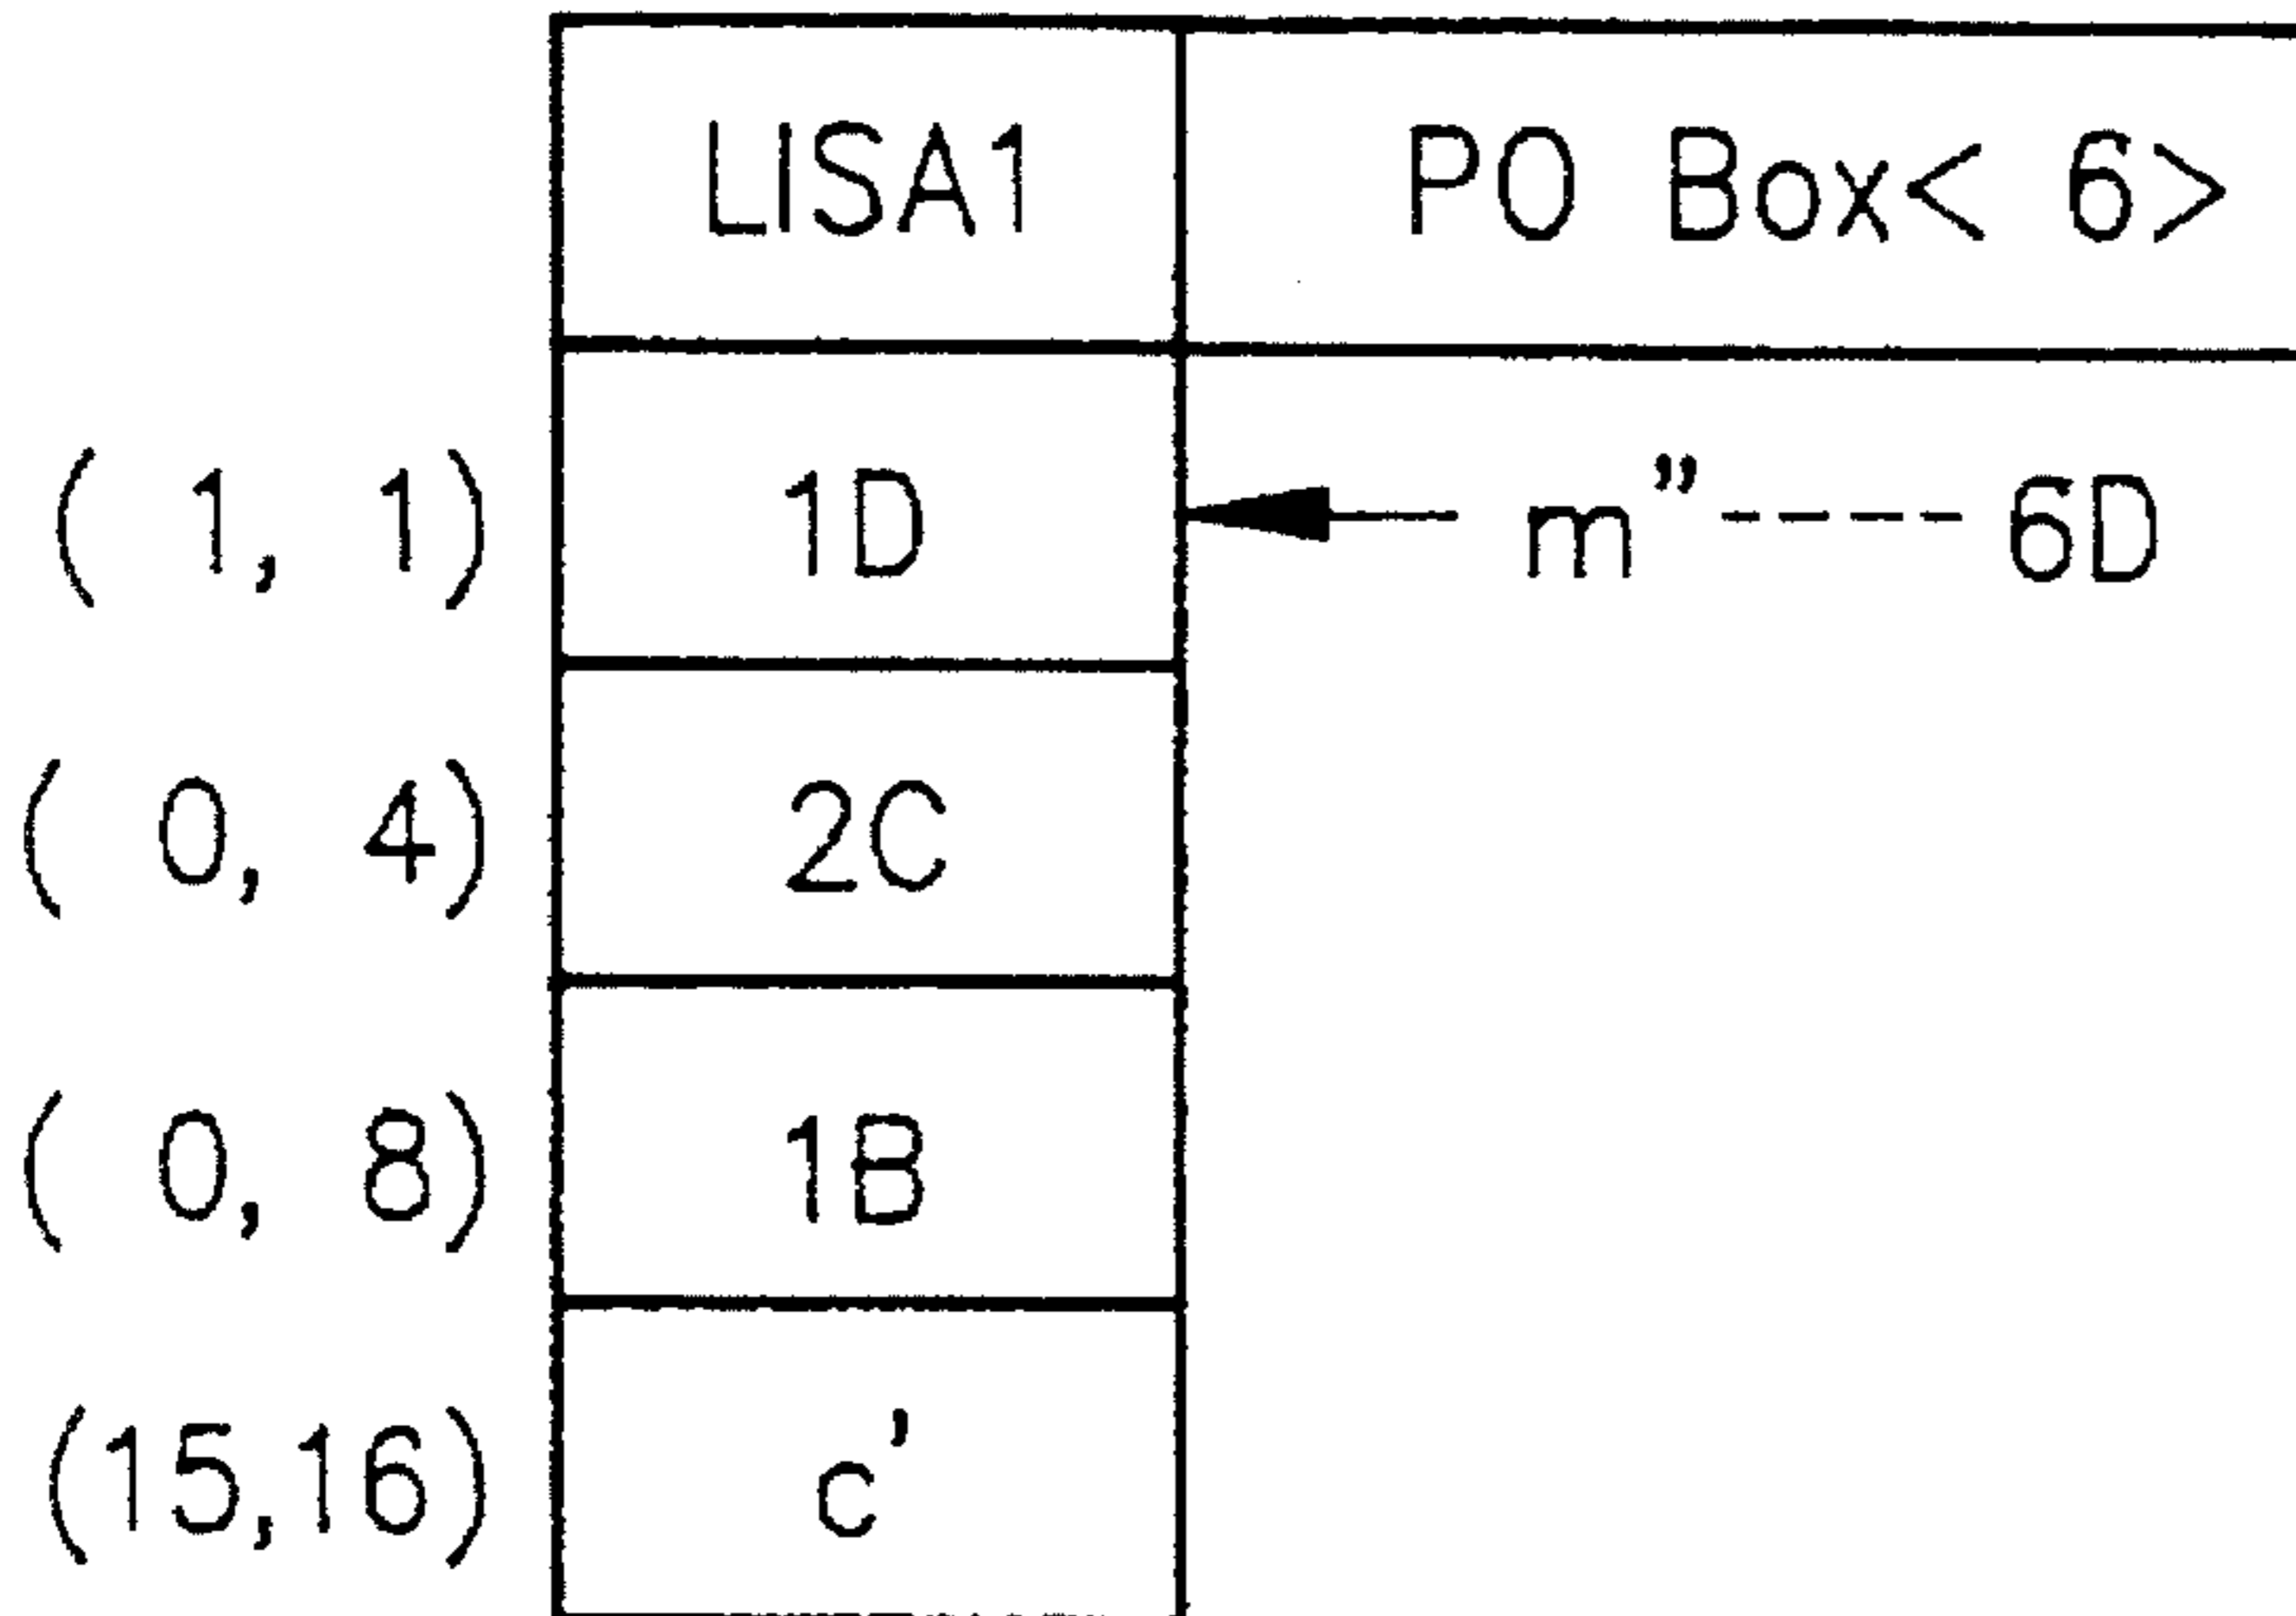 LISA1 PO Box< 6>
( 1, 1) 1D m”---- 6D
( 0, 4) 2C
( 0, 8) 1B
(15,16) c’